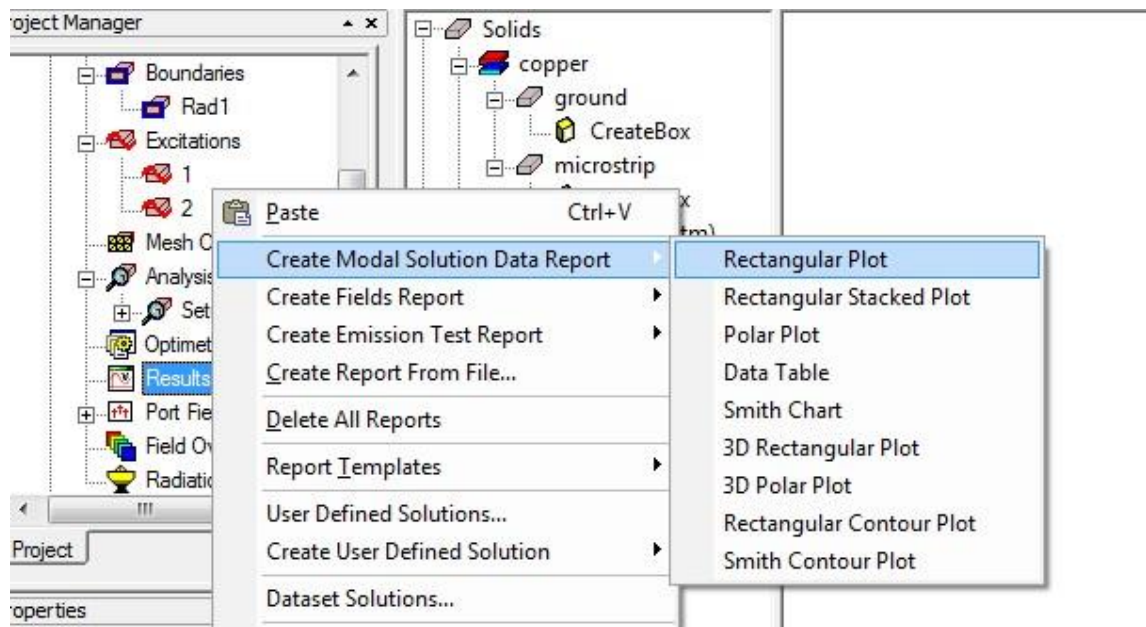 oject Manager
Boundaries
Rad1
Excitations
1
2
Mesh O
Analysis
Set
Optimet
Results
Port Fie
Field Ov
Radiatio
Project
operties
Solids
copper
ground
CreateBox
microstrip
x
tm)
Paste Ctrl+V
Create Modal Solution Data Report
Create Fields Report
Create Emission Test Report
Create Report From File...
Delete All Reports
Report Templates
User Defined Solutions...
Create User Defined Solution
Dataset Solutions...
Rectangular Plot
Rectangular Stacked Plot
Polar Plot
Data Table
Smith Chart
3D Rectangular Plot
3D Polar Plot
Rectangular Contour Plot
Smith Contour Plot